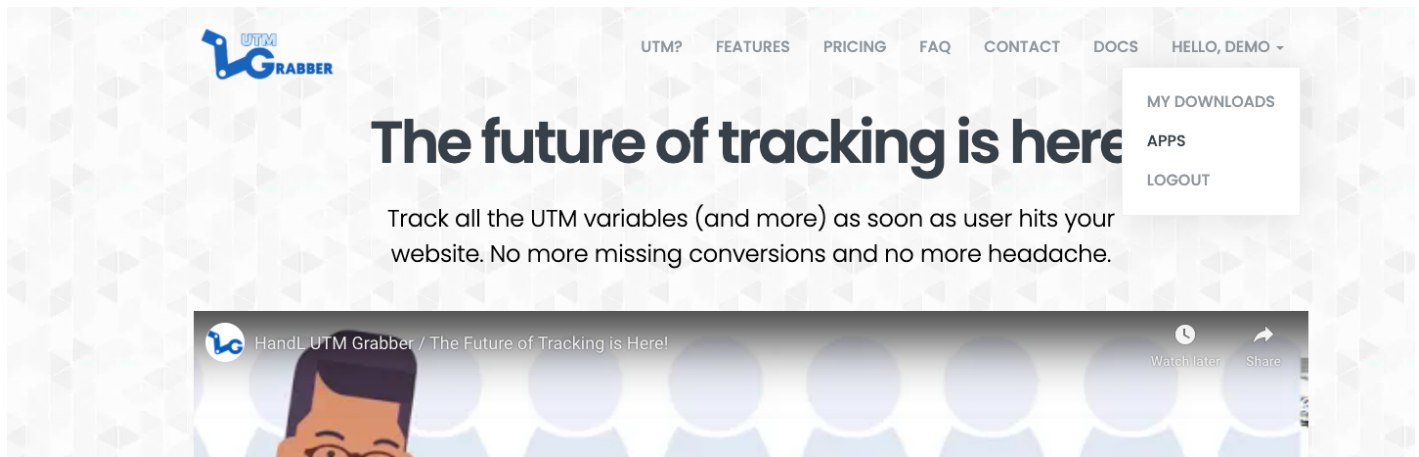 UTM
GRABBER
UTM? FEATURES PRICING FAQ CONTACT DOCS HELLO, DEMO
MY DOWNLOADS
APPS
LOGOUT
The future of tracking is here
Track all the UTM variables (and more) as soon as user hits your
website. No more missing conversions and no more headache.
HandL UTM Grabber / The Future of Tracking is Here!
Watch later Share